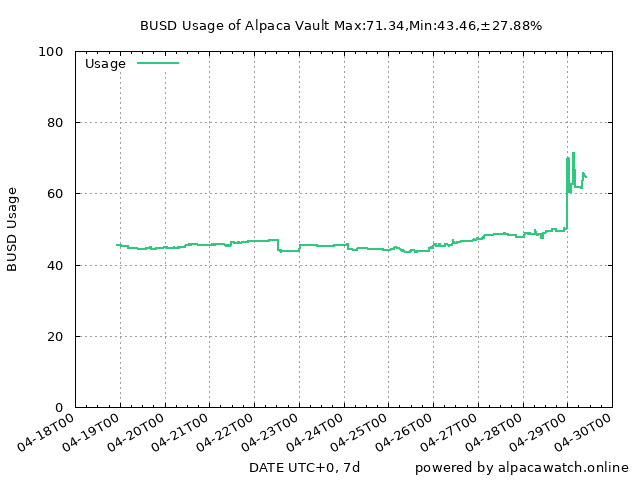 BUSD Usage of Alpaca Vault Max:71.34,Min:43.46,±27.88%
Usage
BUSD Usage
100
80
60
40
20
0
04-18T00
04-19T00
04-20T00
04-21T00
04-22T00
04-23T00
04-24T00
04-25T00
04-26T00
04-27T00
04-28T00
04-29T00
04-30T00
DATE UTC+0, 7d
powered by alpacawatch.online